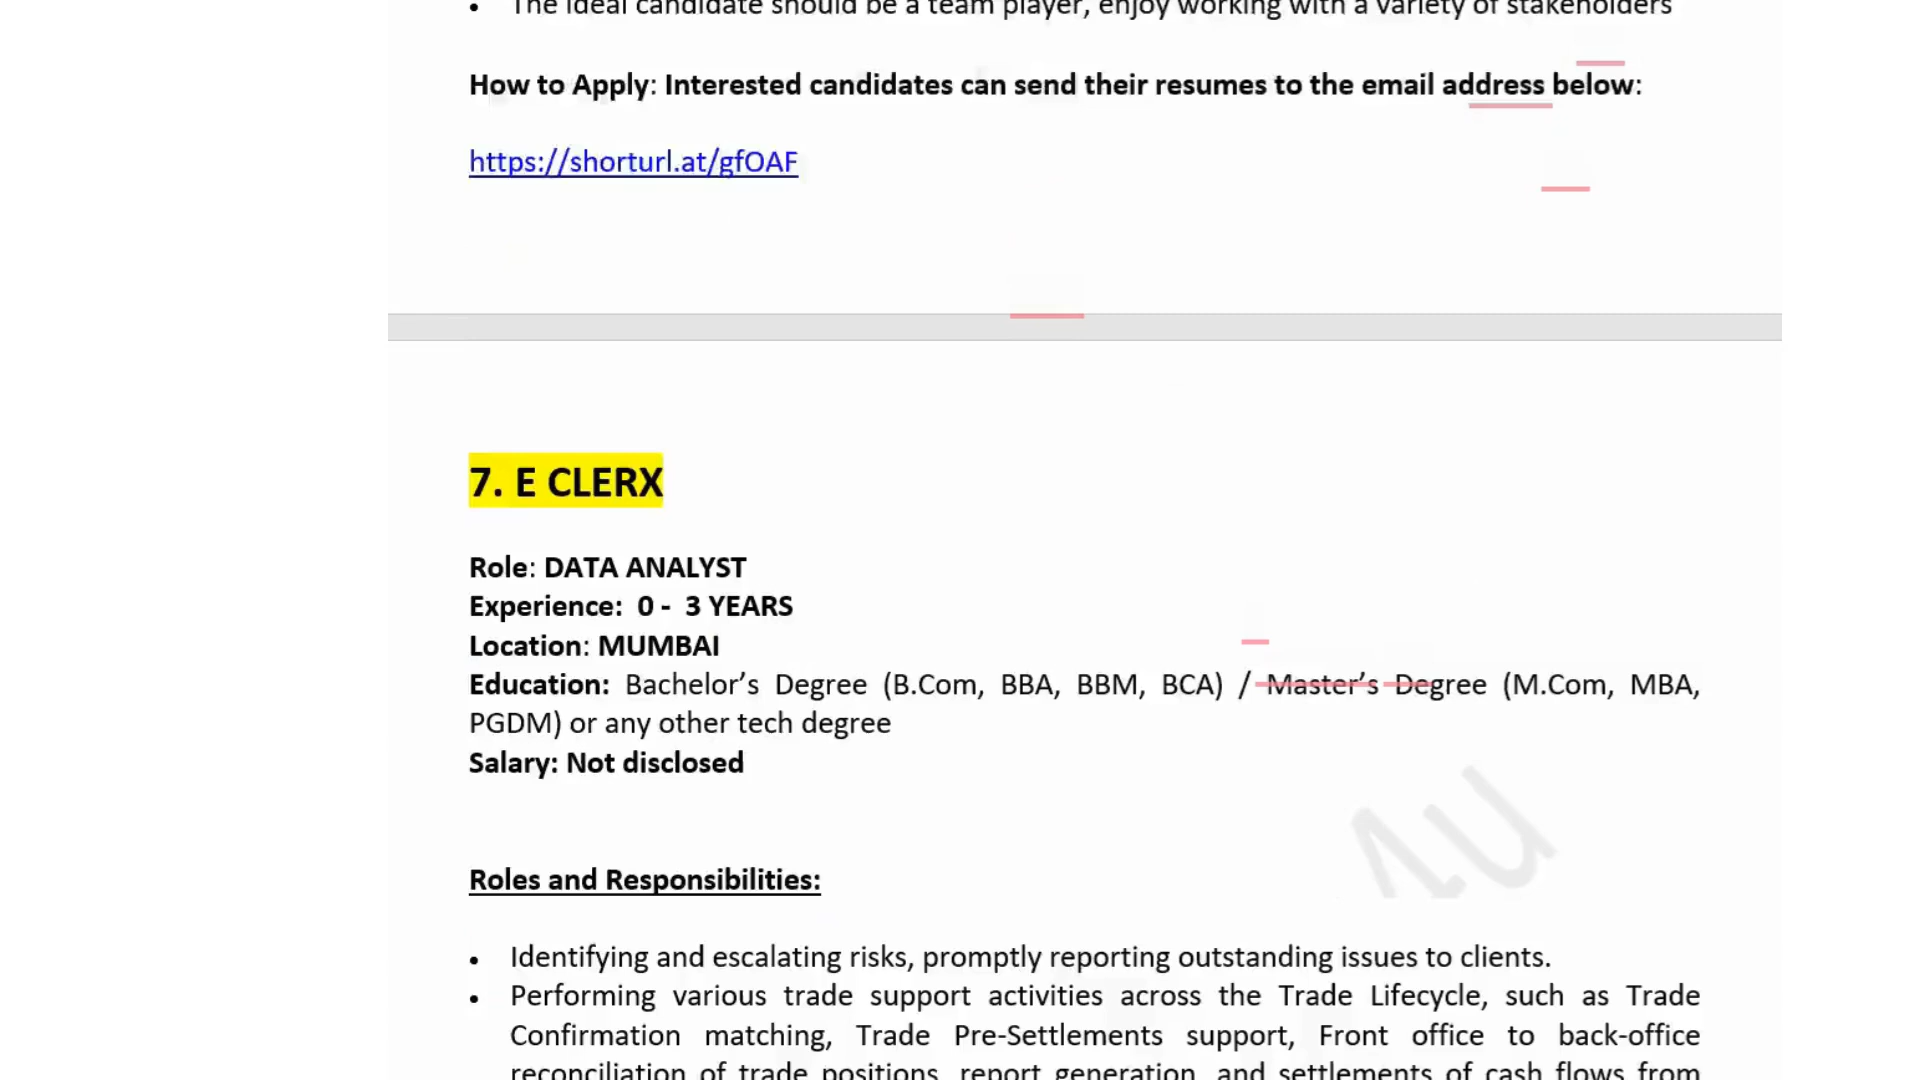 • The ideal candidate should be a team player, enjoy working with a variety of stakeholders
How to Apply: Interested candidates can send their resumes to the email address below:
https://shorturl.at/gfOAF
7. E CLERX
Role: DATA ANALYST
Experience: 0 - 3 YEARS
Location: MUMBAI
Education: Bachelor’s Degree (B.Com, BBA, BBM, BCA) / Master’s Degree (M.Com, MBA,
PGDM) or any other tech degree
Salary: Not disclosed
Roles and Responsibilities:
• Identifying and escalating risks, promptly reporting outstanding issues to clients.
• Performing various trade support activities across the Trade Lifecycle, such as Trade
Confirmation matching, Trade Pre-Settlements support, Front office to back-office
reconciliation of trade positions, report generation, and settlements of cash flows from